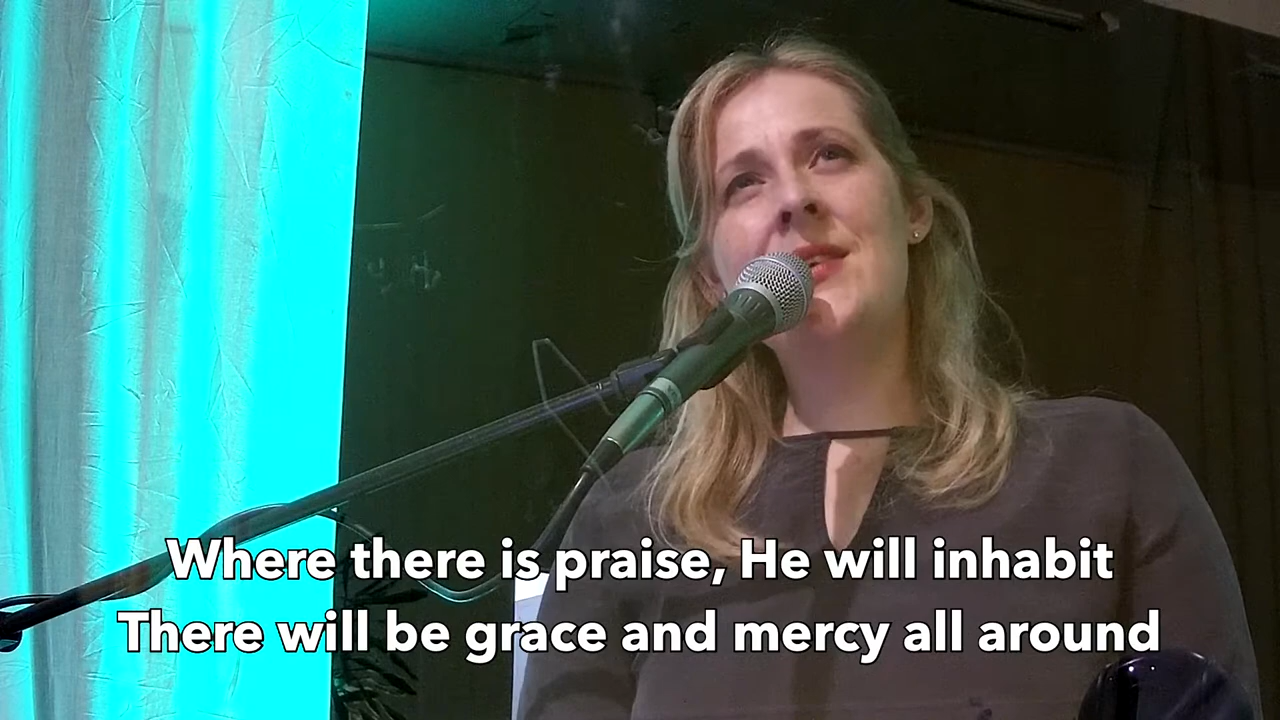 Where there is praise, He will inhabit
There will be grace and mercy all around